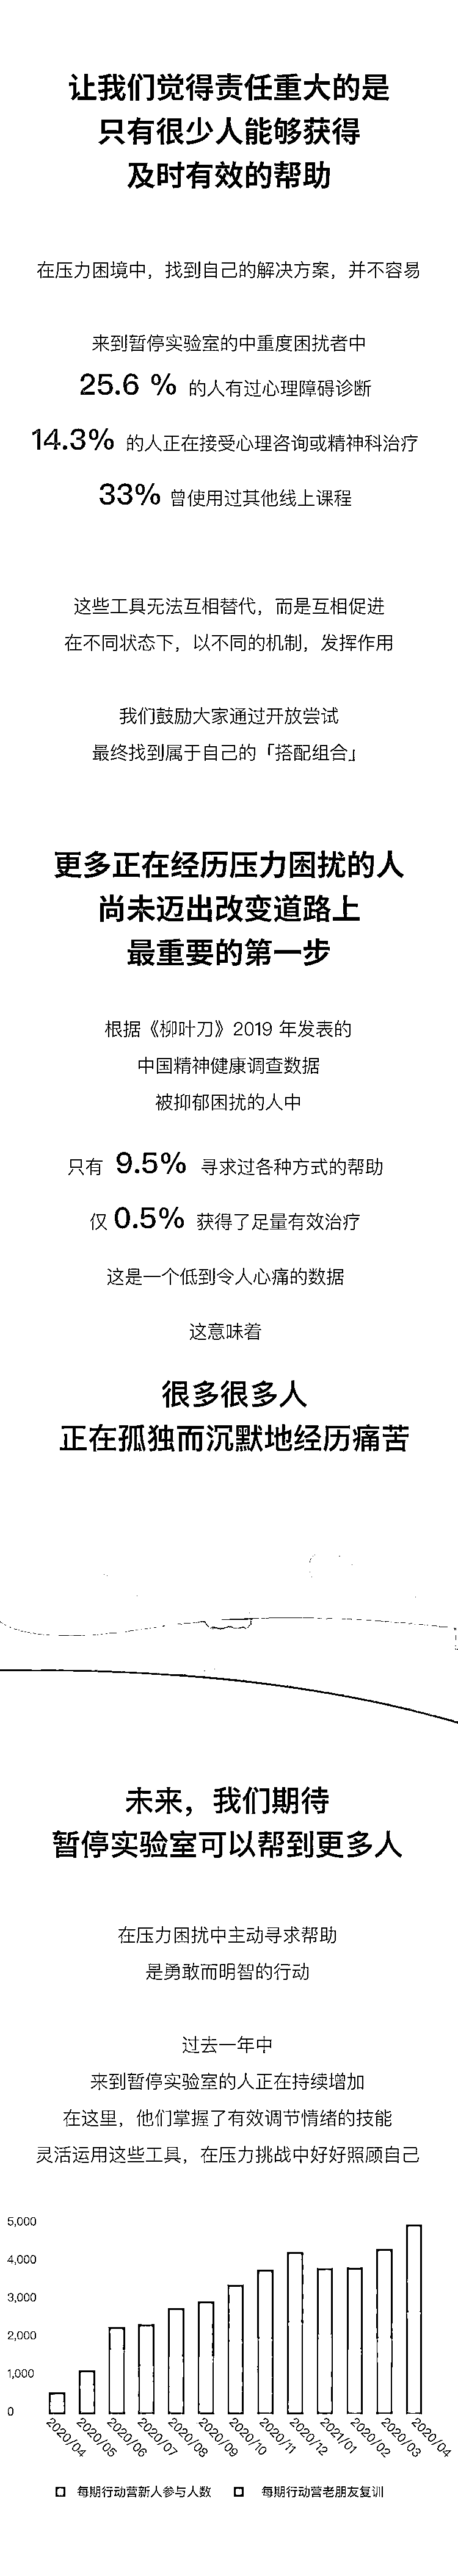 让我们觉得责任重大的是
只有很少人能够获得
及时有效的帮助
在压力困境中，找到自己的解决方案，并不容易
来到暂停实验室的中重度困扰者中
25.6 % 的人有过心理障碍诊断
14.3% 的人正在接受心理咨询或精神科治疗
33% 曾使用过其他线上课程
这些工具无法互相替代，而是互相促进
在不同状态下，以不同的机制，发挥作用
我们鼓励大家通过开放尝试
最终找到属于自己的「搭配组合」
更多正在经历压力困扰的人
尚未迈出改变道路上
最重要的第一步
根据《柳叶刀》2019 年发表的
中国精神健康调查数据
被抑郁困扰的人中
只有 9.5% 寻求过各种方式的帮助
仅 0.5% 获得了足量有效治疗
这是一个低到令人心痛的数据
这意味着
很多很多人
正在孤独而沉默地经历痛苦
未来，我们期待
暂停实验室可以帮到更多人
在压力困扰中主动寻求帮助
是勇敢而明智的行动
过去一年中
来到暂停实验室的人正在持续增加
在这里，他们掌握了有效调节情绪的技能
灵活运用这些工具，在压力挑战中好好照顾自己
5,000
4,000
3,000
2,000
1,000
0
2020/04 2020/05 2020/06 2020/07 2020/08 2020/09 2020/10 2020/11 2020/12 2021/01 2020/02 2020/03 2020/04
每期行动营新人参与人数 每期行动营老朋友复训